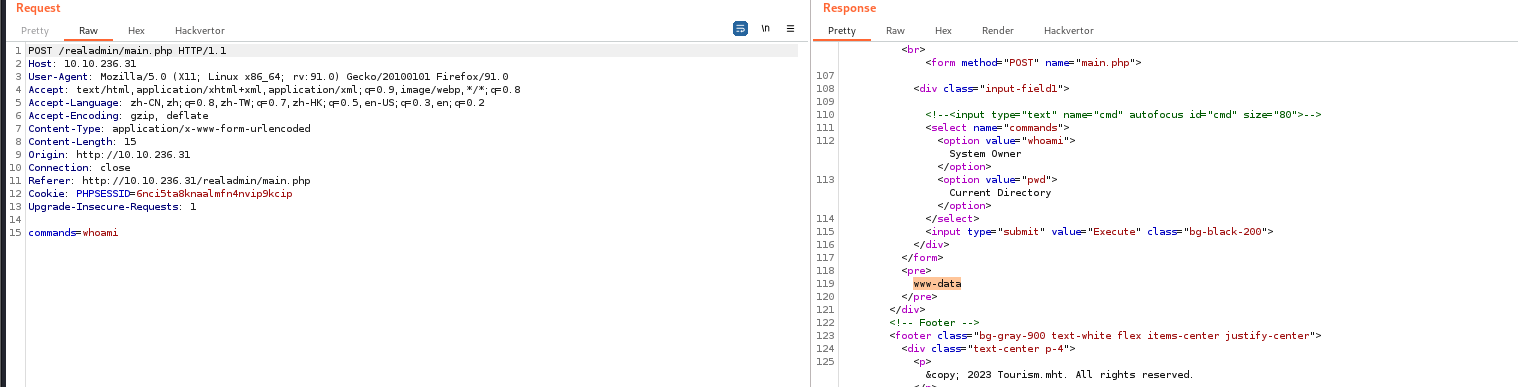 Request
Pretty Raw Hex Hackvertor
\n
1 POST /realadmin/main.php HTTP/1.1
2 Host: 10.10.236.31
3 User-Agent: Mozilla/5.0 (X11; Linux x86_64; rv:91.0) Gecko/20100101 Firefox/91.0
4 Accept: text/html,application/xhtml+xml,application/xml;q=0.9,image/webp,*/*;q=0.8
5 Accept-Language: zh-CN,zh;q=0.8,zh-TW;q=0.7,zh-HK;q=0.5,en-US;q=0.3,en;q=0.2
6 Accept-Encoding: gzip, deflate
7 Content-Type: application/x-www-form-urlencoded
8 Content-Length: 15
9 Origin: http://10.10.236.31
10 Connection: close
11 Referer: http://10.10.236.31/realadmin/main.php
12 Cookie: PHPSESSID=6nci5ta8knaalmfn4nvip9kcip
13 Upgrade-Insecure-Requests: 1
14
15 commands=whoami
Response
Pretty Raw Hex Render Hackvertor
<br>
<form method="POST" name="main.php">
107
108 <div class="input-field1">
109
110 <!--<input type="text" name="cmd" autofocus id="cmd" size="80">-->
111 <select name="commands">
112 <option value="whoami">
System Owner
</option>
113 <option value="pwd">
Current Directory
</option>
114 </select>
115 <input type="submit" value="Execute" class="bg-black-200">
116 </div>
117 </form>
118 <pre>
119 www-data
120 </pre>
121 </div>
122 <!-- Footer -->
123 <footer class="bg-gray-900 text-white flex items-center justify-center">
124 <div class="text-center p-4">
125 <p>
&copy; 2023 Tourism.mht. All rights reserved.